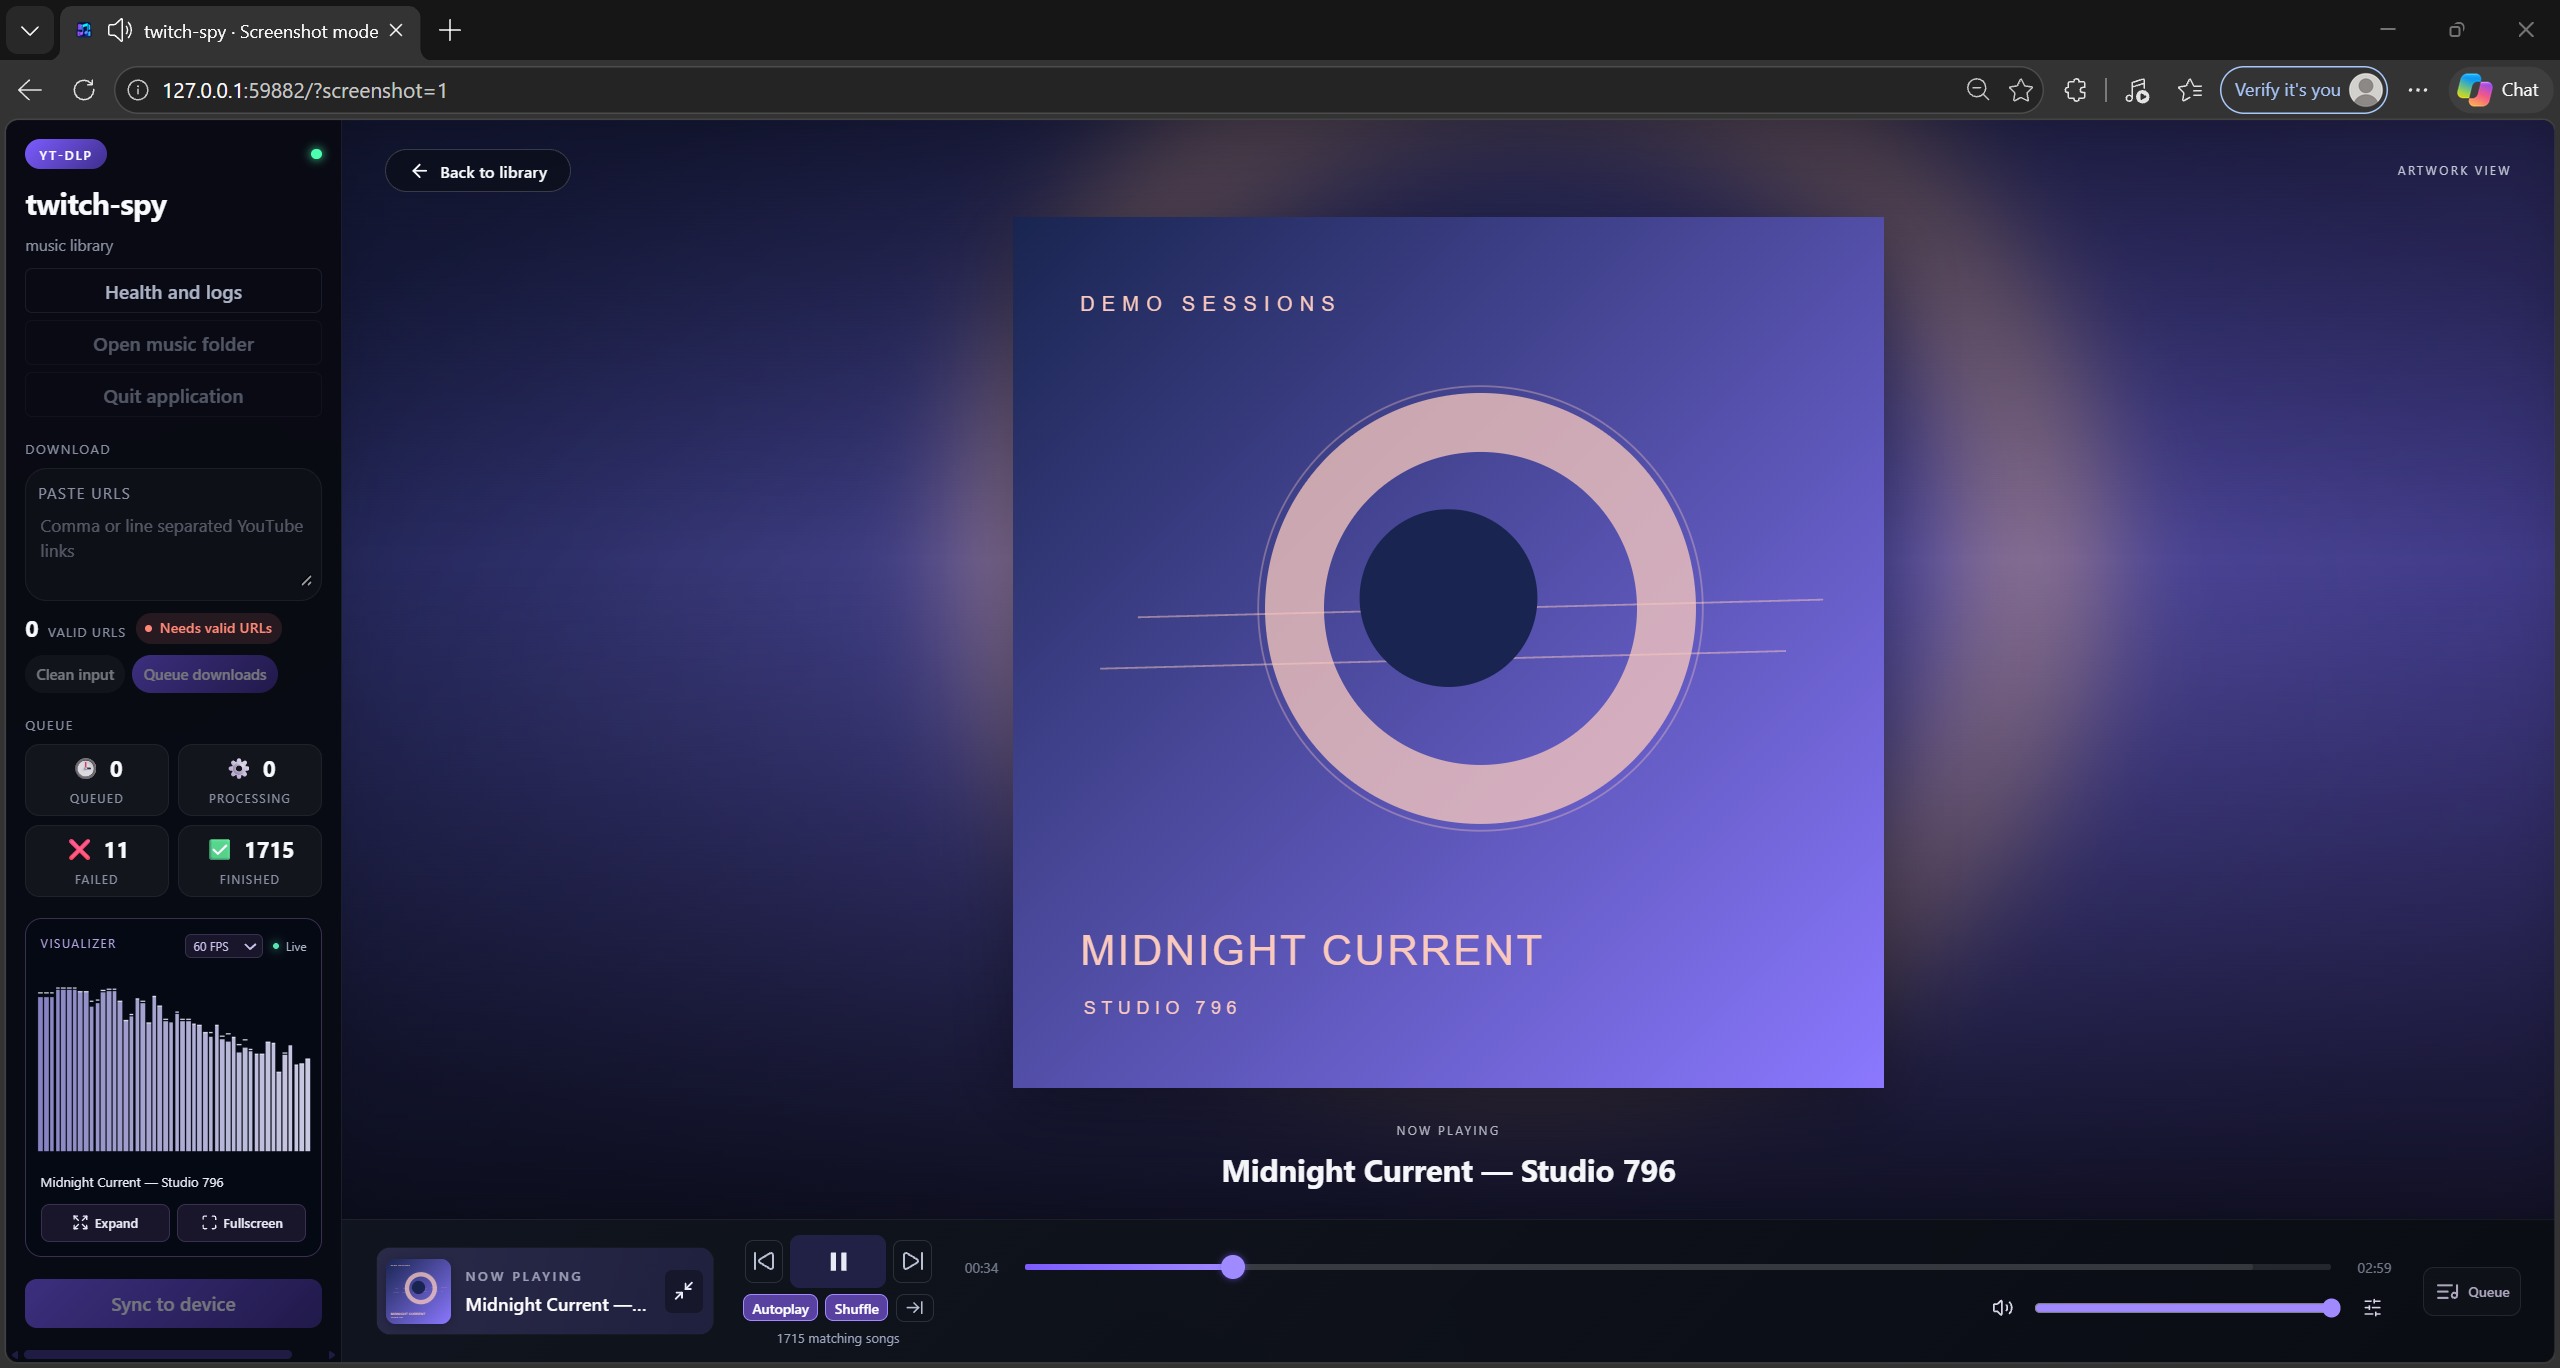 twitch-spy · Screenshot mode
127.0.0.1:59882/?screenshot=1
Verify it's you
Chat
YT-DLP
twitch-spy
music library
Health and logs
Open music folder
Quit application
DOWNLOAD
PASTE URLS
Comma or line separated YouTube
links
0 VALID URLS
Needs valid URLs
Clean input
Queue downloads
QUEUE
0
QUEUED
0
PROCESSING
11
FAILED
1715
FINISHED
VISUALIZER
60 FPS
Live
Midnight Current — Studio 796
Expand
Fullscreen
Sync to device
Back to library
ARTWORK VIEW
DEMO SESSIONS
MIDNIGHT CURRENT
STUDIO 796
NOW PLAYING
Midnight Current — Studio 796
NOW PLAYING
Midnight Current —...
Autoplay
Shuffle
1715 matching songs
00:34
02:59
Queue